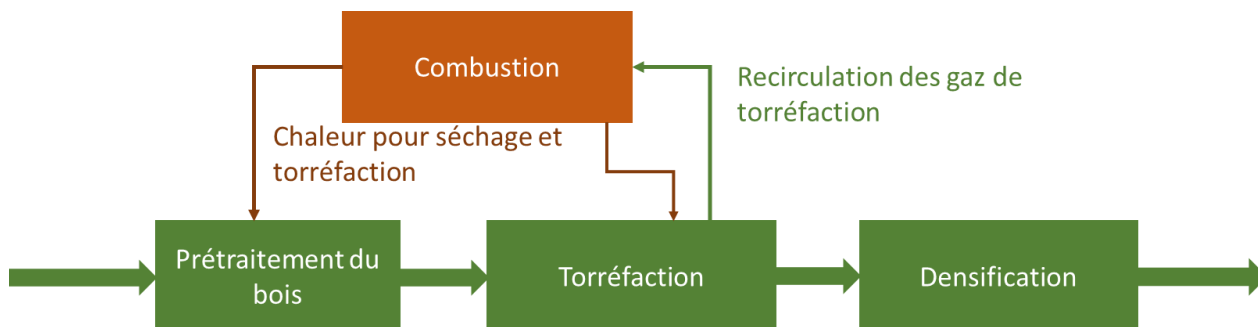 Combustion
Recirculation des gaz de
torréfaction
Chaleur pour séchage et
torréfaction
Prétraitement du
bois
Torréfaction
Densification